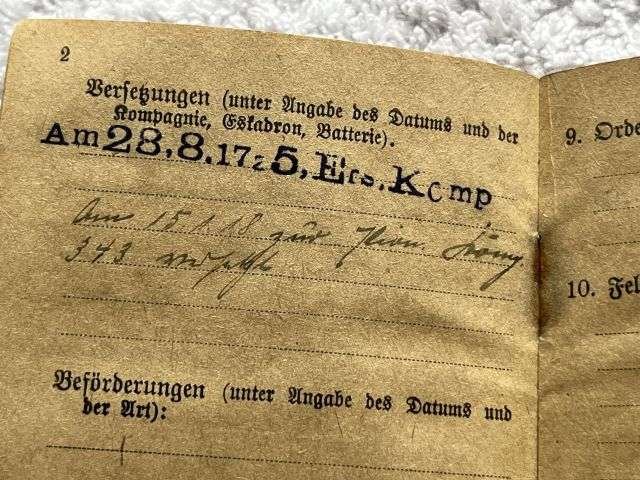 2
Versetzungen (unter Angabe des Datums und der
Kompagnie, Eskadron, Batterie).
Am 28.8.17 z 5, Ers. Komp
Am 15 1. 18 zur Pion. Komp.
343 versetzt
Beförderungen (unter Angabe des Datums und
der Art):
9. Orde
10. Fel